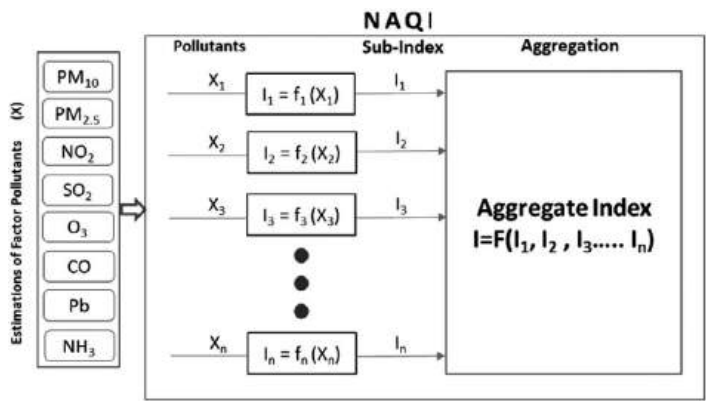 NAQI
Pollutants Sub-Index Aggregation
Estimations of Factor Pollutants (X)
PM₁₀
PM₂.₅
NO₂
SO₂
O₃
CO
Pb
NH₃
X₁ I₁ = f₁ (X₁) I₁
X₂ I₂ = f₂ (X₂) I₂
X₃ I₃ = f₃ (X₃) I₃
Xₙ Iₙ = fₙ (Xₙ) Iₙ
Aggregate Index
I=F(I₁, I₂ , I₃..... Iₙ)